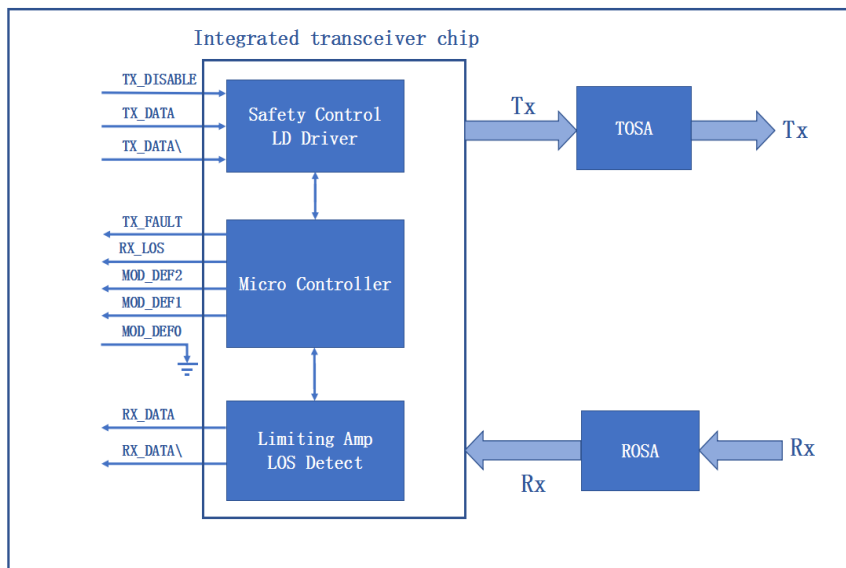 Integrated transceiver chip
TX_DISABLE
TX_DATA
TX_DATA\
Safety Control
LD Driver
Tx
TOSA
Tx
TX_FAULT
RX_LOS
MOD_DEF2
MOD_DEF1
MOD_DEF0
Micro Controller
RX_DATA
RX_DATA\
Limiting Amp
LOS Detect
Rx
ROSA
Rx